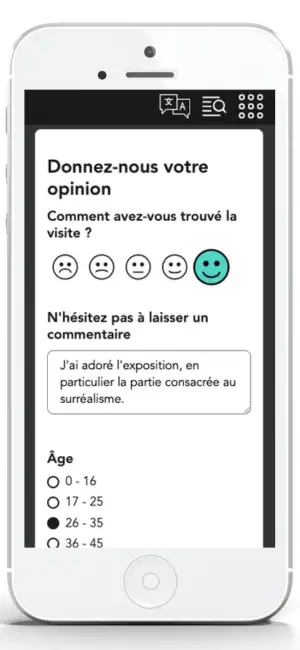 文 A
Donnez-nous votre
opinion
Comment avez-vous trouvé la
visite ?
N'hésitez pas à laisser un
commentaire
J'ai adoré l'exposition, en
particulier la partie consacrée au
surréalisme.
Âge
0 - 16
17 - 25
26 - 35
36 - 45